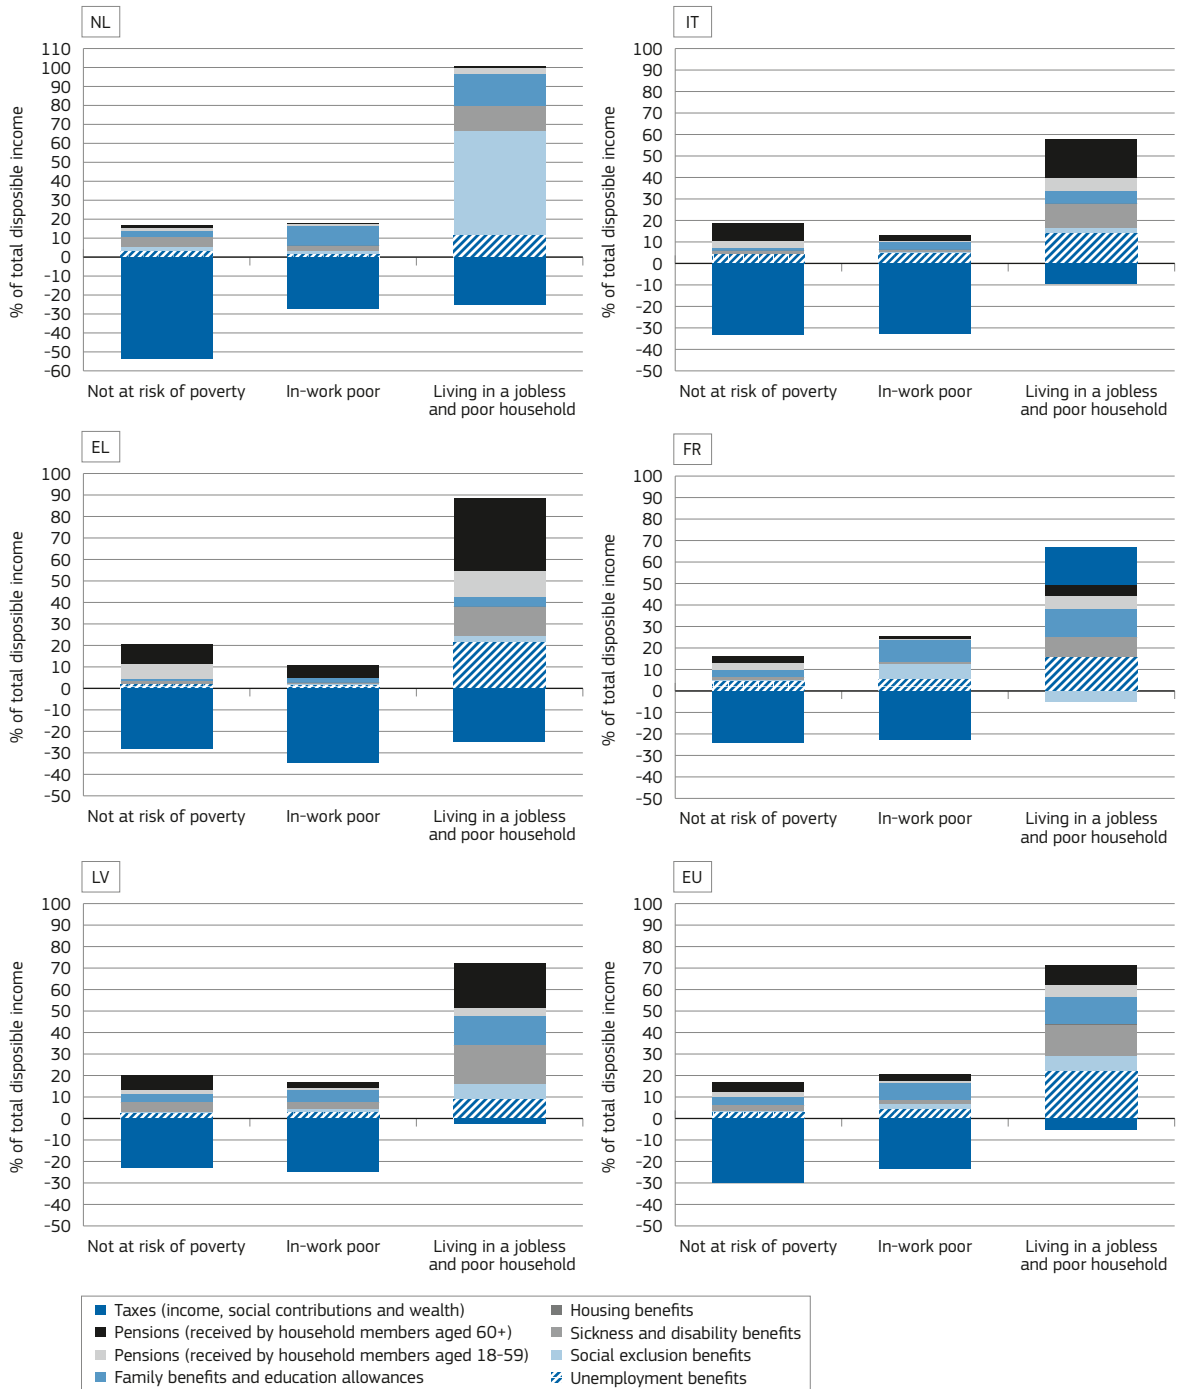 NL
% of total disposible income
110
100
90
80
70
60
50
40
30
20
10
0
-10
-20
-30
-40
-50
-60
Not at risk of poverty
In-work poor
Living in a jobless
and poor household
IT
% of total disposible income
100
90
80
70
60
50
40
30
20
10
0
-10
-20
-30
-40
-50
Not at risk of poverty
In-work poor
Living in a jobless
and poor household
EL
% of total disposible income
100
90
80
70
60
50
40
30
20
10
0
-10
-20
-30
-40
-50
Not at risk of poverty
In-work poor
Living in a jobless
and poor household
FR
% of total disposible income
100
90
80
70
60
50
40
30
20
10
0
-10
-20
-30
-40
-50
Not at risk of poverty
In-work poor
Living in a jobless
and poor household
LV
% of total disposible income
100
90
80
70
60
50
40
30
20
10
0
-10
-20
-30
-40
-50
Not at risk of poverty
In-work poor
Living in a jobless
and poor household
EU
% of total disposible income
100
90
80
70
60
50
40
30
20
10
0
-10
-20
-30
-40
-50
Not at risk of poverty
In-work poor
Living in a jobless
and poor household
Taxes (income, social contributions and wealth)
Pensions (received by household members aged 60+)
Pensions (received by household members aged 18-59)
Family benefits and education allowances
Housing benefits
Sickness and disability benefits
Social exclusion benefits
Unemployment benefits